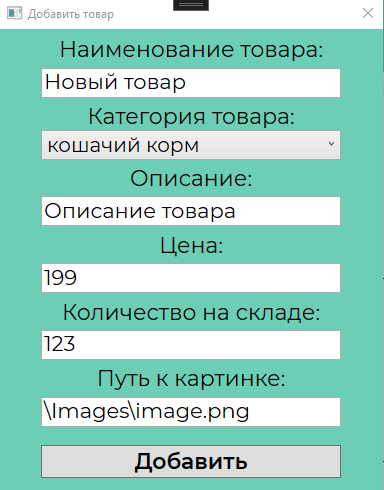 Добавить товар
Наименование товара:
Новый товар
Категория товара:
кошачий корм
Описание:
Описание товара
Цена:
199
Количество на складе:
123
Путь к картинке:
\Images\image.png
Добавить